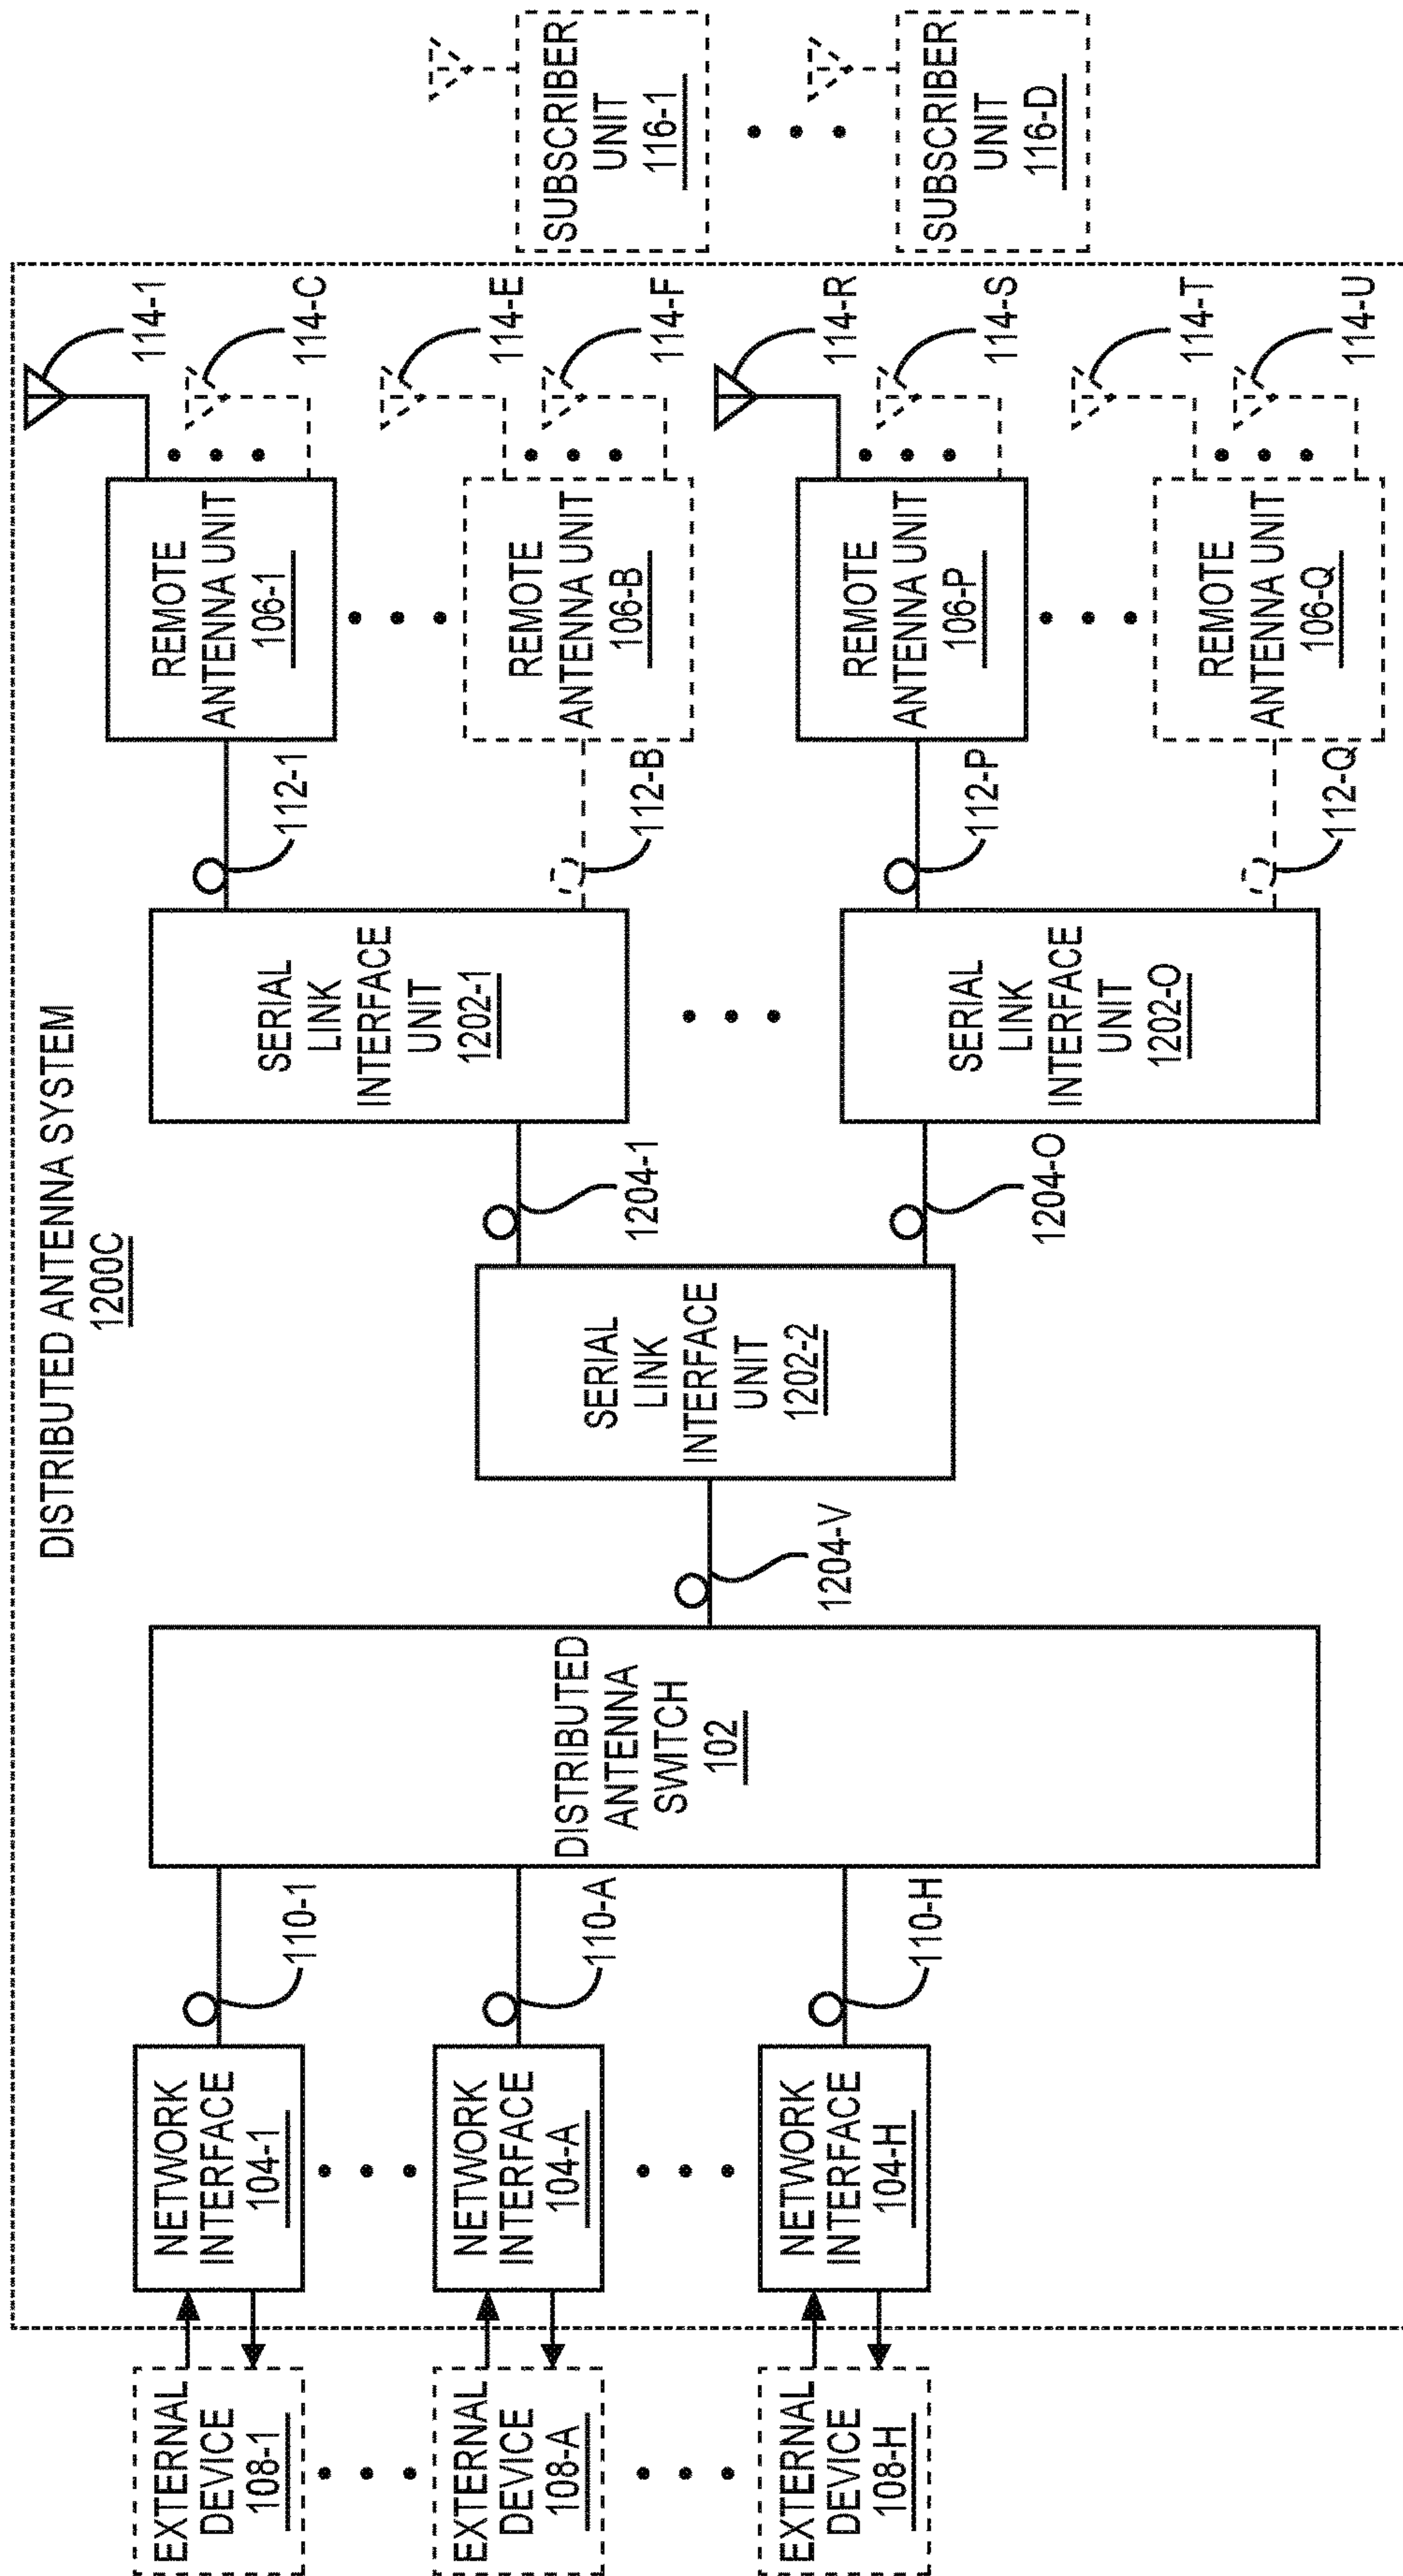 DISTRIBUTED ANTENNA SYSTEM
1200C
EXTERNAL
DEVICE
108-1
EXTERNAL
DEVICE
108-A
EXTERNAL
DEVICE
108-H
NETWORK
INTERFACE
104-1
NETWORK
INTERFACE
104-A
NETWORK
INTERFACE
104-H
110-1
110-A
110-H
DISTRIBUTED
ANTENNA
SWITCH
102
1204-V
SERIAL
LINK
INTERFACE
UNIT
1202-2
1204-1
1204-O
SERIAL
LINK
INTERFACE
UNIT
1202-1
SERIAL
LINK
INTERFACE
UNIT
1202-O
112-1
112-B
112-P
112-Q
REMOTE
ANTENNA UNIT
106-1
REMOTE
ANTENNA UNIT
106-B
REMOTE
ANTENNA UNIT
106-P
REMOTE
ANTENNA UNIT
106-Q
114-1
114-C
114-E
114-F
114-R
114-S
114-T
114-U
SUBSCRIBER
UNIT
116-1
SUBSCRIBER
UNIT
116-D